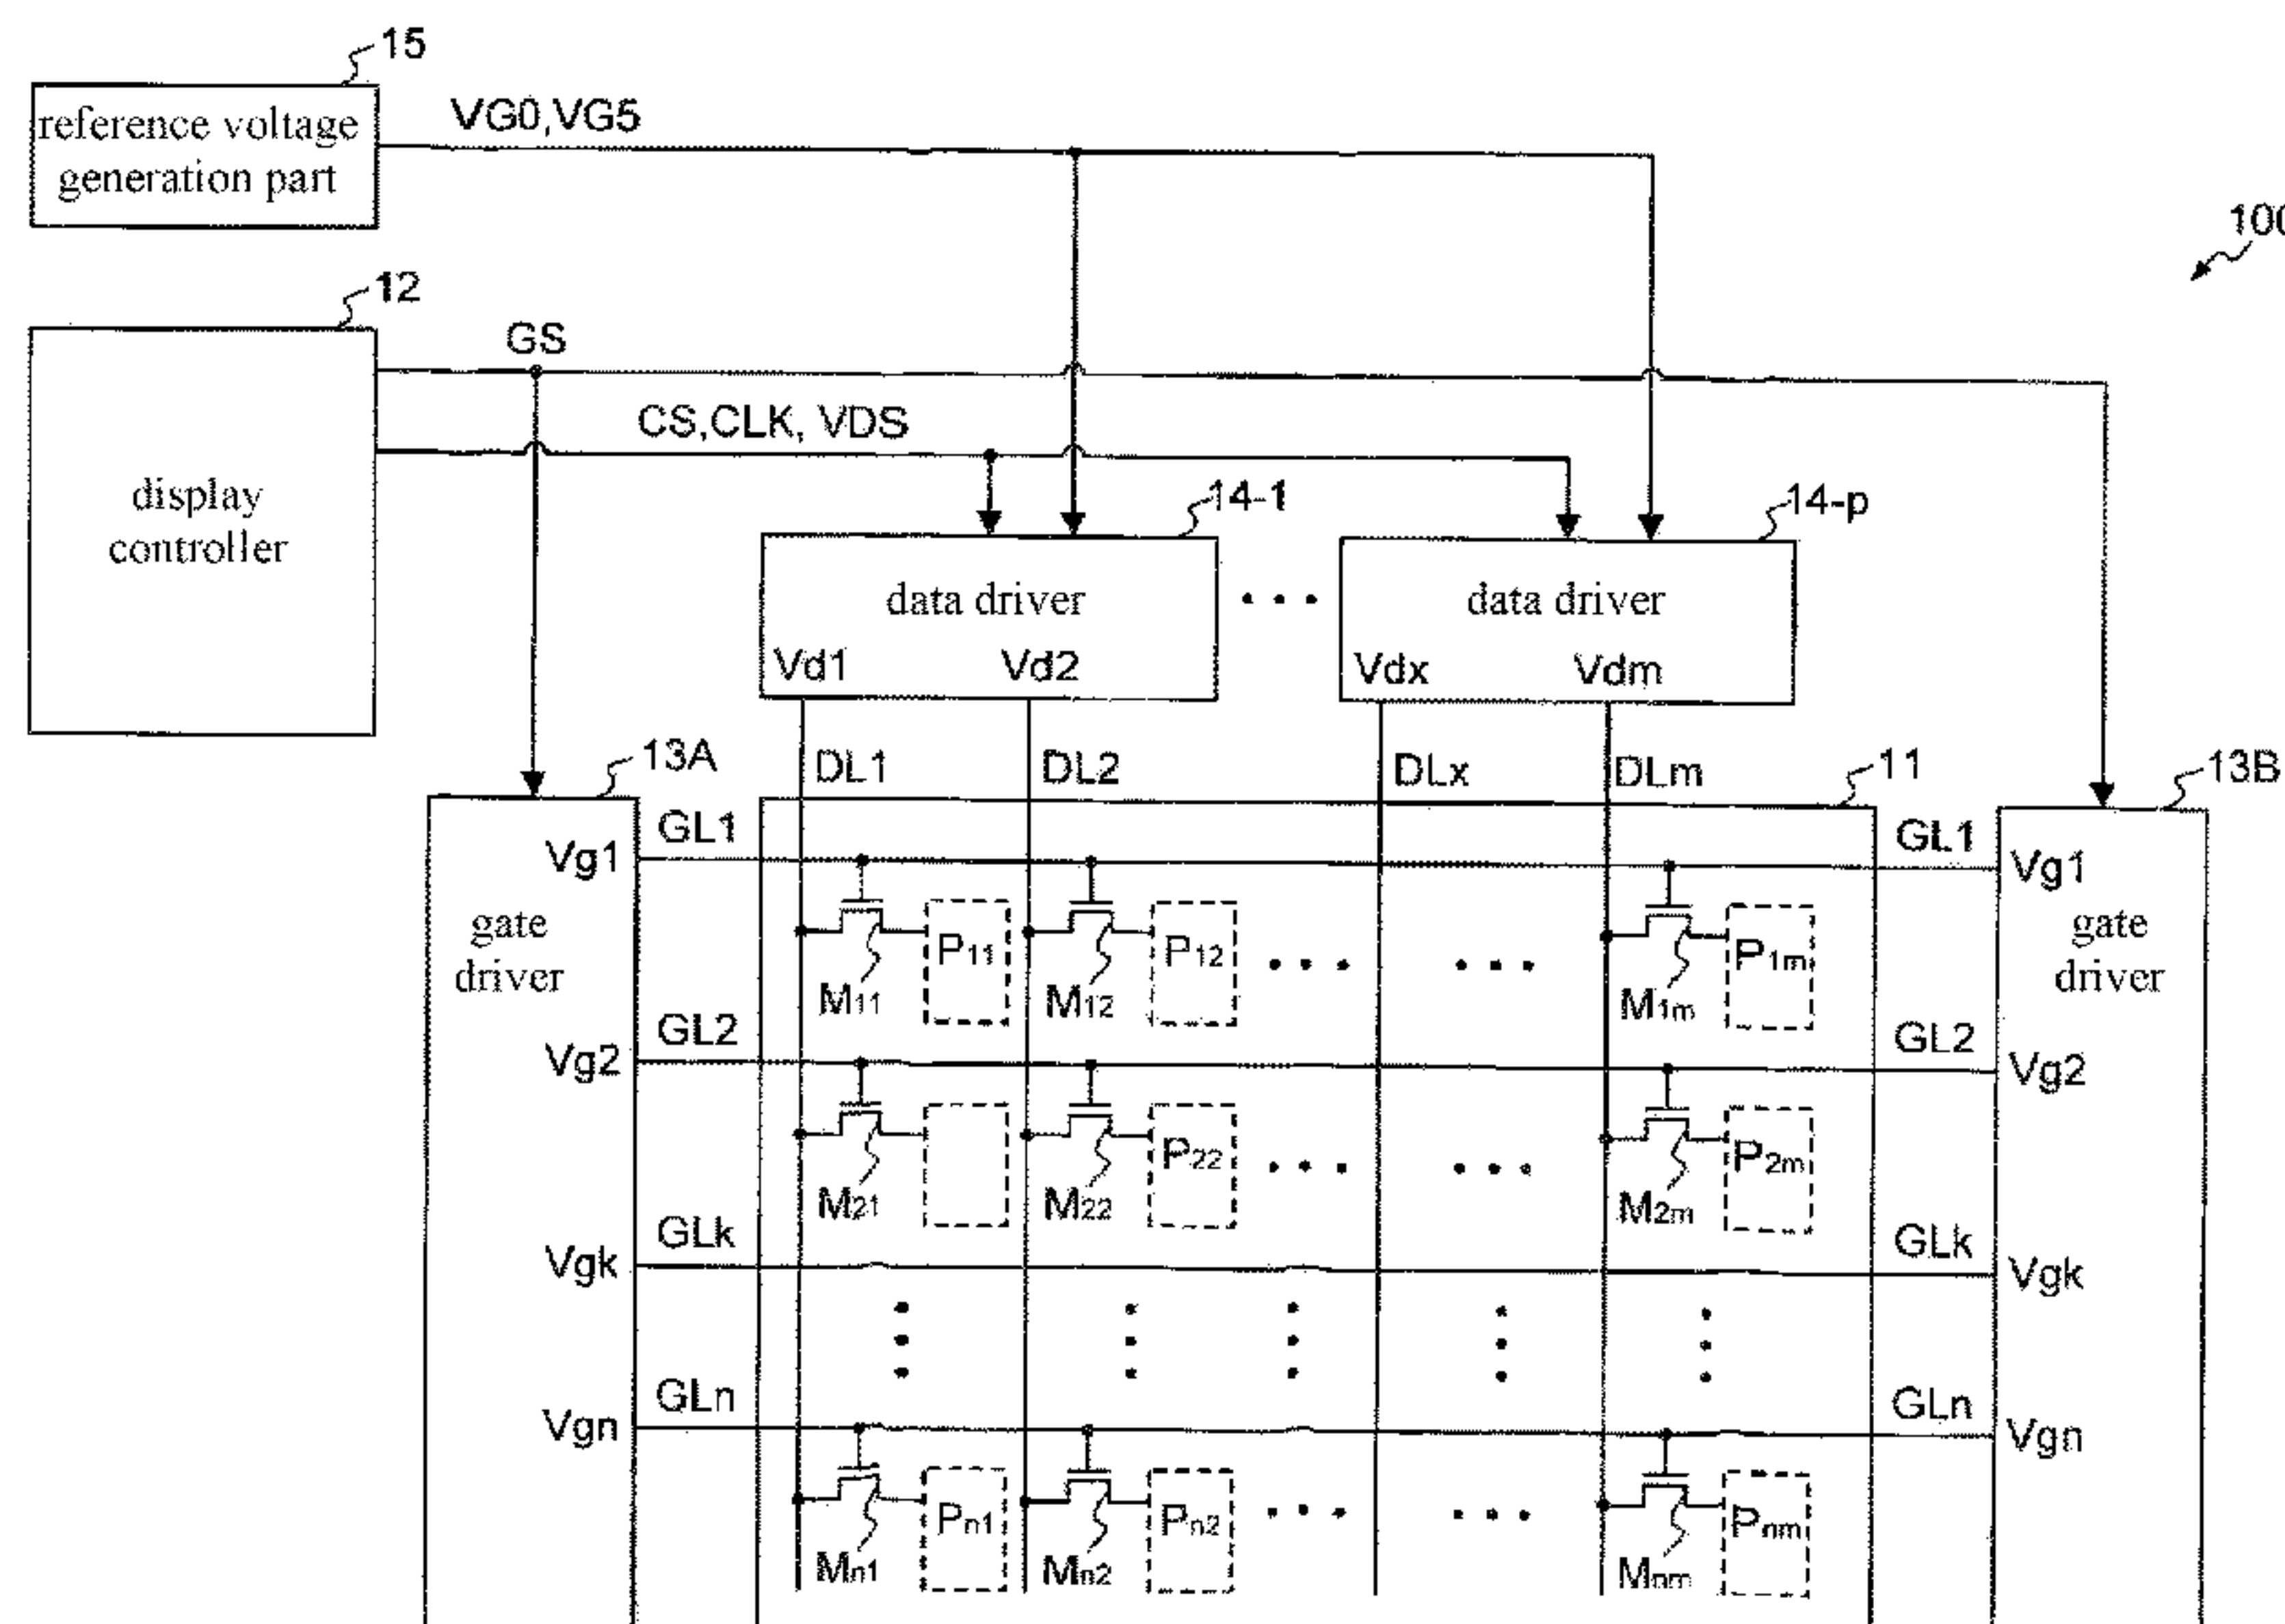 15
reference voltage
generation part
VG0,VG5
12
GS
CS,CLK, VDS
display
controller
14-1
14-p
data driver
data driver
Vd1
Vd2
Vdx
Vdm
13A
DL1
DL2
DLx
DLm
11
13B
GL1
GL1
Vg1
Vg1
gate
driver
gate
driver
P11
P12
P1m
M11
M12
M1m
GL2
GL2
Vg2
Vg2
P22
P2m
M21
M22
M2m
GLk
GLk
Vgk
Vgk
GLn
GLn
Vgn
Vgn
Pn1
Pn2
Pnm
Mn1
Mn2
Mnm